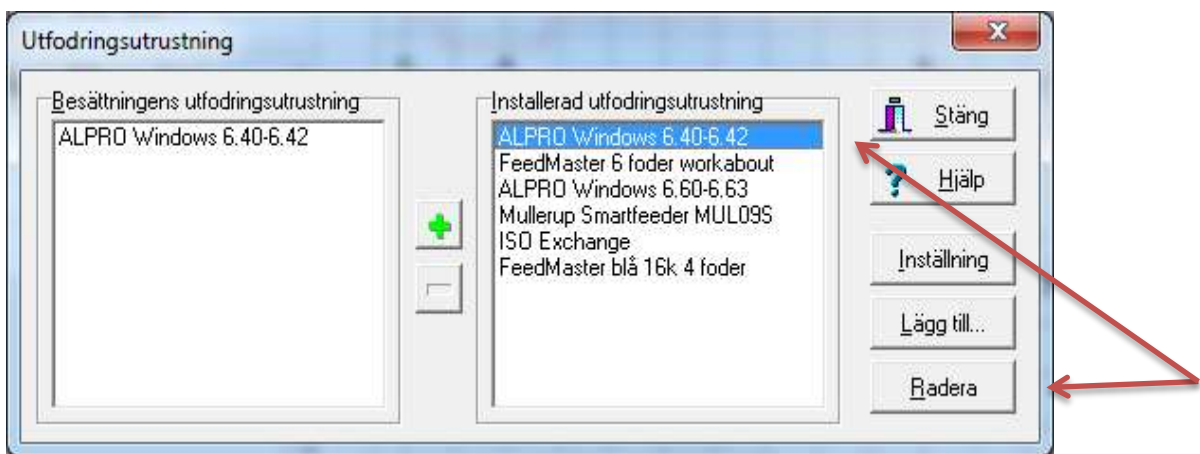 Utfodringsutrustning
Besättningens utfodringsutrustning
ALPRO Windows 6.40-6.42
Installerad utfodringsutrustning
ALPRO Windows 6.40-6.42
FeedMaster 6 foder workabout
ALPRO Windows 6.60-6.63
Mullerup Smartfeeder MUL09S
ISO Exchange
FeedMaster blå 16k 4 foder
Stäng
Hjälp
Inställning
Lägg till...
Radera